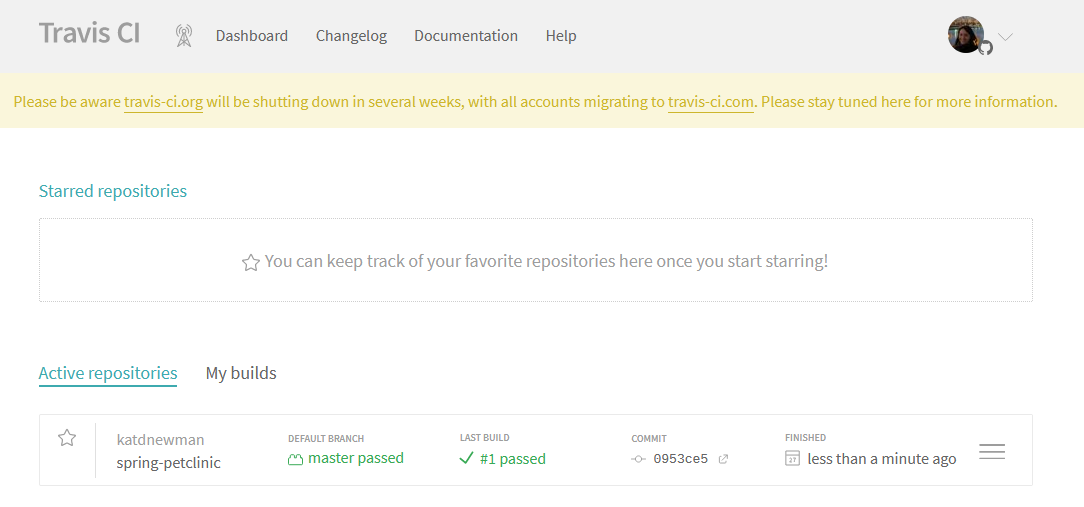 Travis CI Dashboard Changelog Documentation Help
Please be aware travis-ci.org will be shutting down in several weeks, with all accounts migrating to travis-ci.com. Please stay tuned here for more information.
Starred repositories
You can keep track of your favorite repositories here once you start starring!
Active repositories My builds
katdnewman
spring-petclinic
DEFAULT BRANCH
master passed
LAST BUILD
#1 passed
COMMIT
0953ce5
FINISHED
27 less than a minute ago